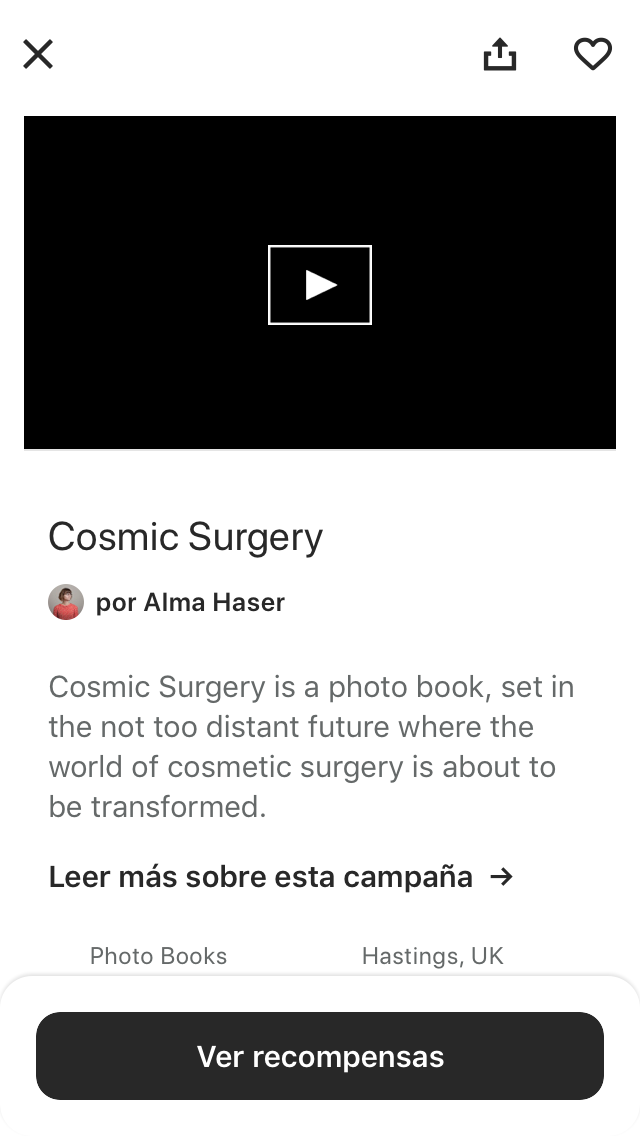 Cosmic Surgery
por Alma Haser
Cosmic Surgery is a photo book, set in
the not too distant future where the
world of cosmetic surgery is about to
be transformed.
Leer más sobre esta campaña →
Photo Books
Hastings, UK
Ver recompensas